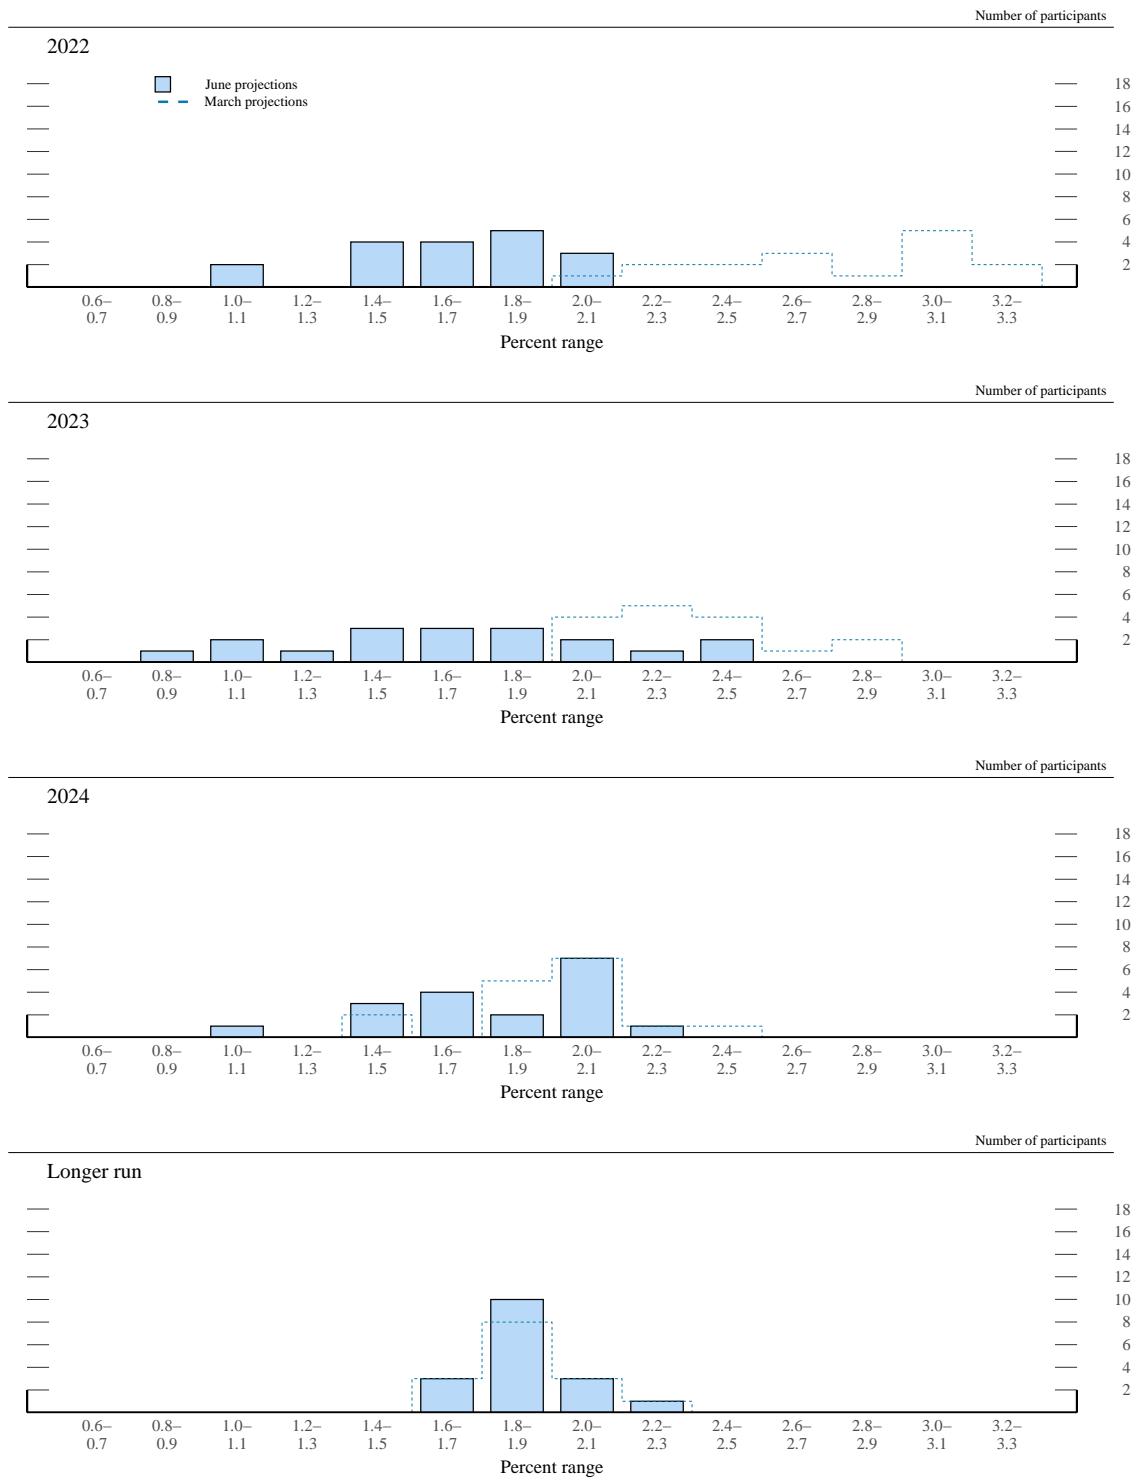 Number of participants
2022
June projections
March projections
18
16
14
12
10
8
6
4
2
0.6– 0.8– 1.0– 1.2– 1.4– 1.6– 1.8– 2.0– 2.2– 2.4– 2.6– 2.8– 3.0– 3.2–
0.7 0.9 1.1 1.3 1.5 1.7 1.9 2.1 2.3 2.5 2.7 2.9 3.1 3.3
Percent range
Number of participants
2023
18
16
14
12
10
8
6
4
2
0.6– 0.8– 1.0– 1.2– 1.4– 1.6– 1.8– 2.0– 2.2– 2.4– 2.6– 2.8– 3.0– 3.2–
0.7 0.9 1.1 1.3 1.5 1.7 1.9 2.1 2.3 2.5 2.7 2.9 3.1 3.3
Percent range
Number of participants
2024
18
16
14
12
10
8
6
4
2
0.6– 0.8– 1.0– 1.2– 1.4– 1.6– 1.8– 2.0– 2.2– 2.4– 2.6– 2.8– 3.0– 3.2–
0.7 0.9 1.1 1.3 1.5 1.7 1.9 2.1 2.3 2.5 2.7 2.9 3.1 3.3
Percent range
Number of participants
Longer run
18
16
14
12
10
8
6
4
2
0.6– 0.8– 1.0– 1.2– 1.4– 1.6– 1.8– 2.0– 2.2– 2.4– 2.6– 2.8– 3.0– 3.2–
0.7 0.9 1.1 1.3 1.5 1.7 1.9 2.1 2.3 2.5 2.7 2.9 3.1 3.3
Percent range